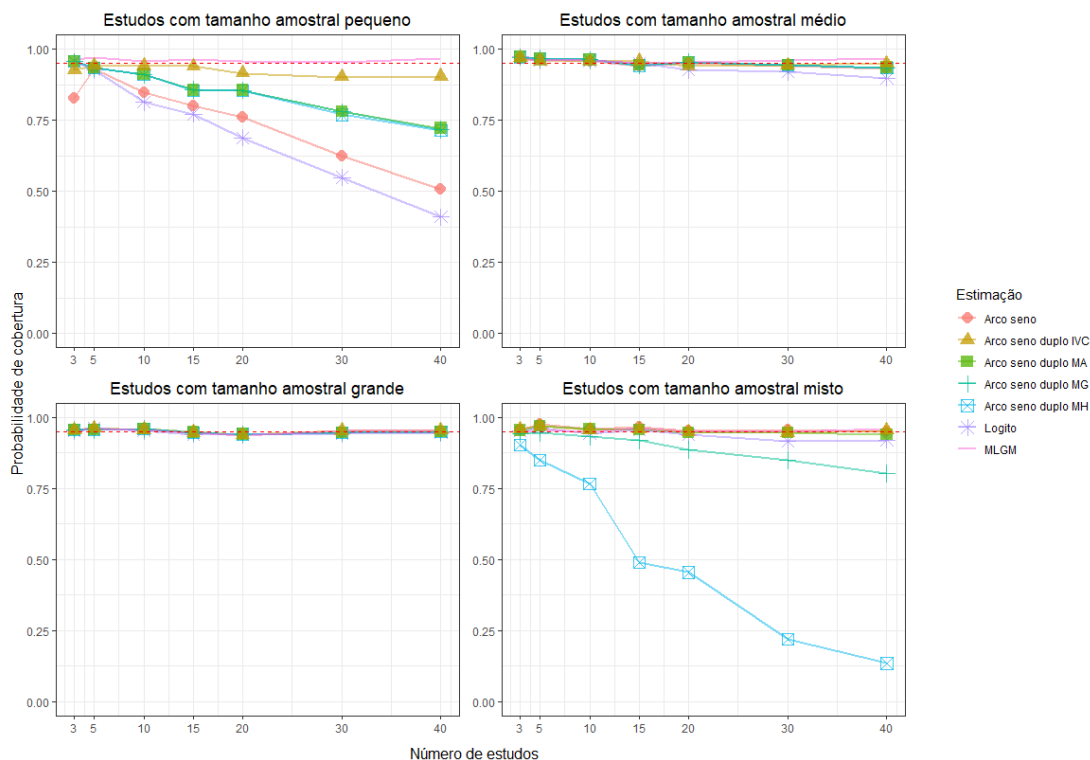 Estudos com tamanho amostral pequeno
Estudos com tamanho amostral médio
1.00
0.75
0.50
0.25
0.00
3 5 10 15 20 30 40
1.00
0.75
0.50
0.25
0.00
3 5 10 15 20 30 40
Probabilidade de cobertura
Estudos com tamanho amostral grande
Estudos com tamanho amostral misto
1.00
0.75
0.50
0.25
0.00
3 5 10 15 20 30 40
1.00
0.75
0.50
0.25
0.00
3 5 10 15 20 30 40
Número de estudos
Estimação
Arco seno
Arco seno duplo IVC
Arco seno duplo MA
Arco seno duplo MG
Arco seno duplo MH
Logito
MLGM